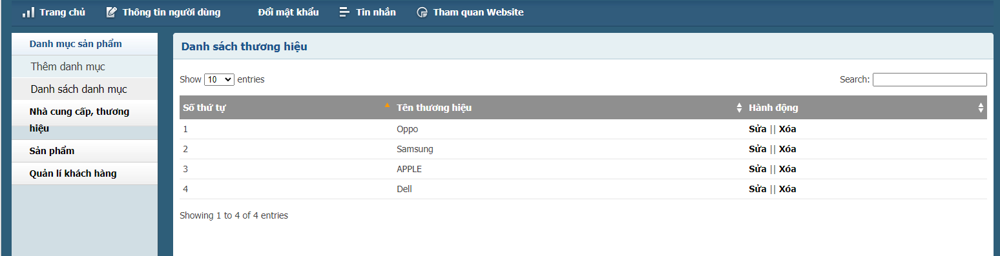 Trang chủ Thông tin người dùng Đổi mật khẩu Tin nhắn Tham quan Website
Danh mục sản phẩm
Thêm danh mục
Danh sách danh mục
Nhà cung cấp, thương
hiệu
Sản phẩm
Quản lí khách hàng
Danh sách thương hiệu
Show 10 entries Search:
Số thứ tự Tên thương hiệu Hành động
1 Oppo Sửa || Xóa
2 Samsung Sửa || Xóa
3 APPLE Sửa || Xóa
4 Dell Sửa || Xóa
Showing 1 to 4 of 4 entries